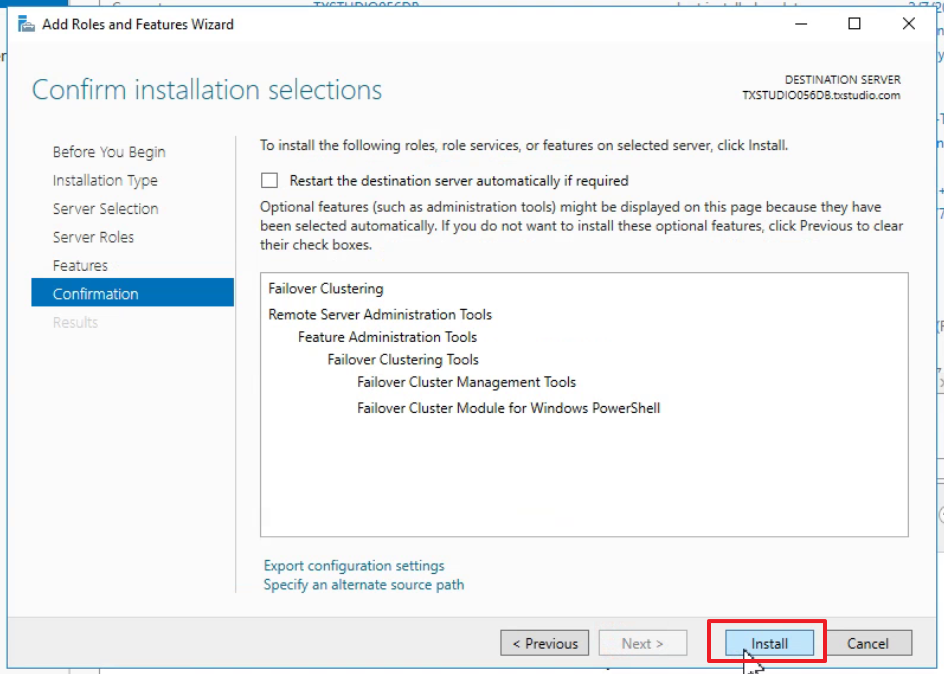 Add Roles and Features Wizard
Confirm installation selections
DESTINATION SERVER
TXSTUDIO056DB.txstudio.com
Before You Begin
Installation Type
Server Selection
Server Roles
Features
Confirmation
Results
To install the following roles, role services, or features on selected server, click Install.
Restart the destination server automatically if required
Optional features (such as administration tools) might be displayed on this page because they have
been selected automatically. If you do not want to install these optional features, click Previous to clear
their check boxes.
Failover Clustering
Remote Server Administration Tools
Feature Administration Tools
Failover Clustering Tools
Failover Cluster Management Tools
Failover Cluster Module for Windows PowerShell
Export configuration settings
Specify an alternate source path
< Previous
Next >
Install
Cancel